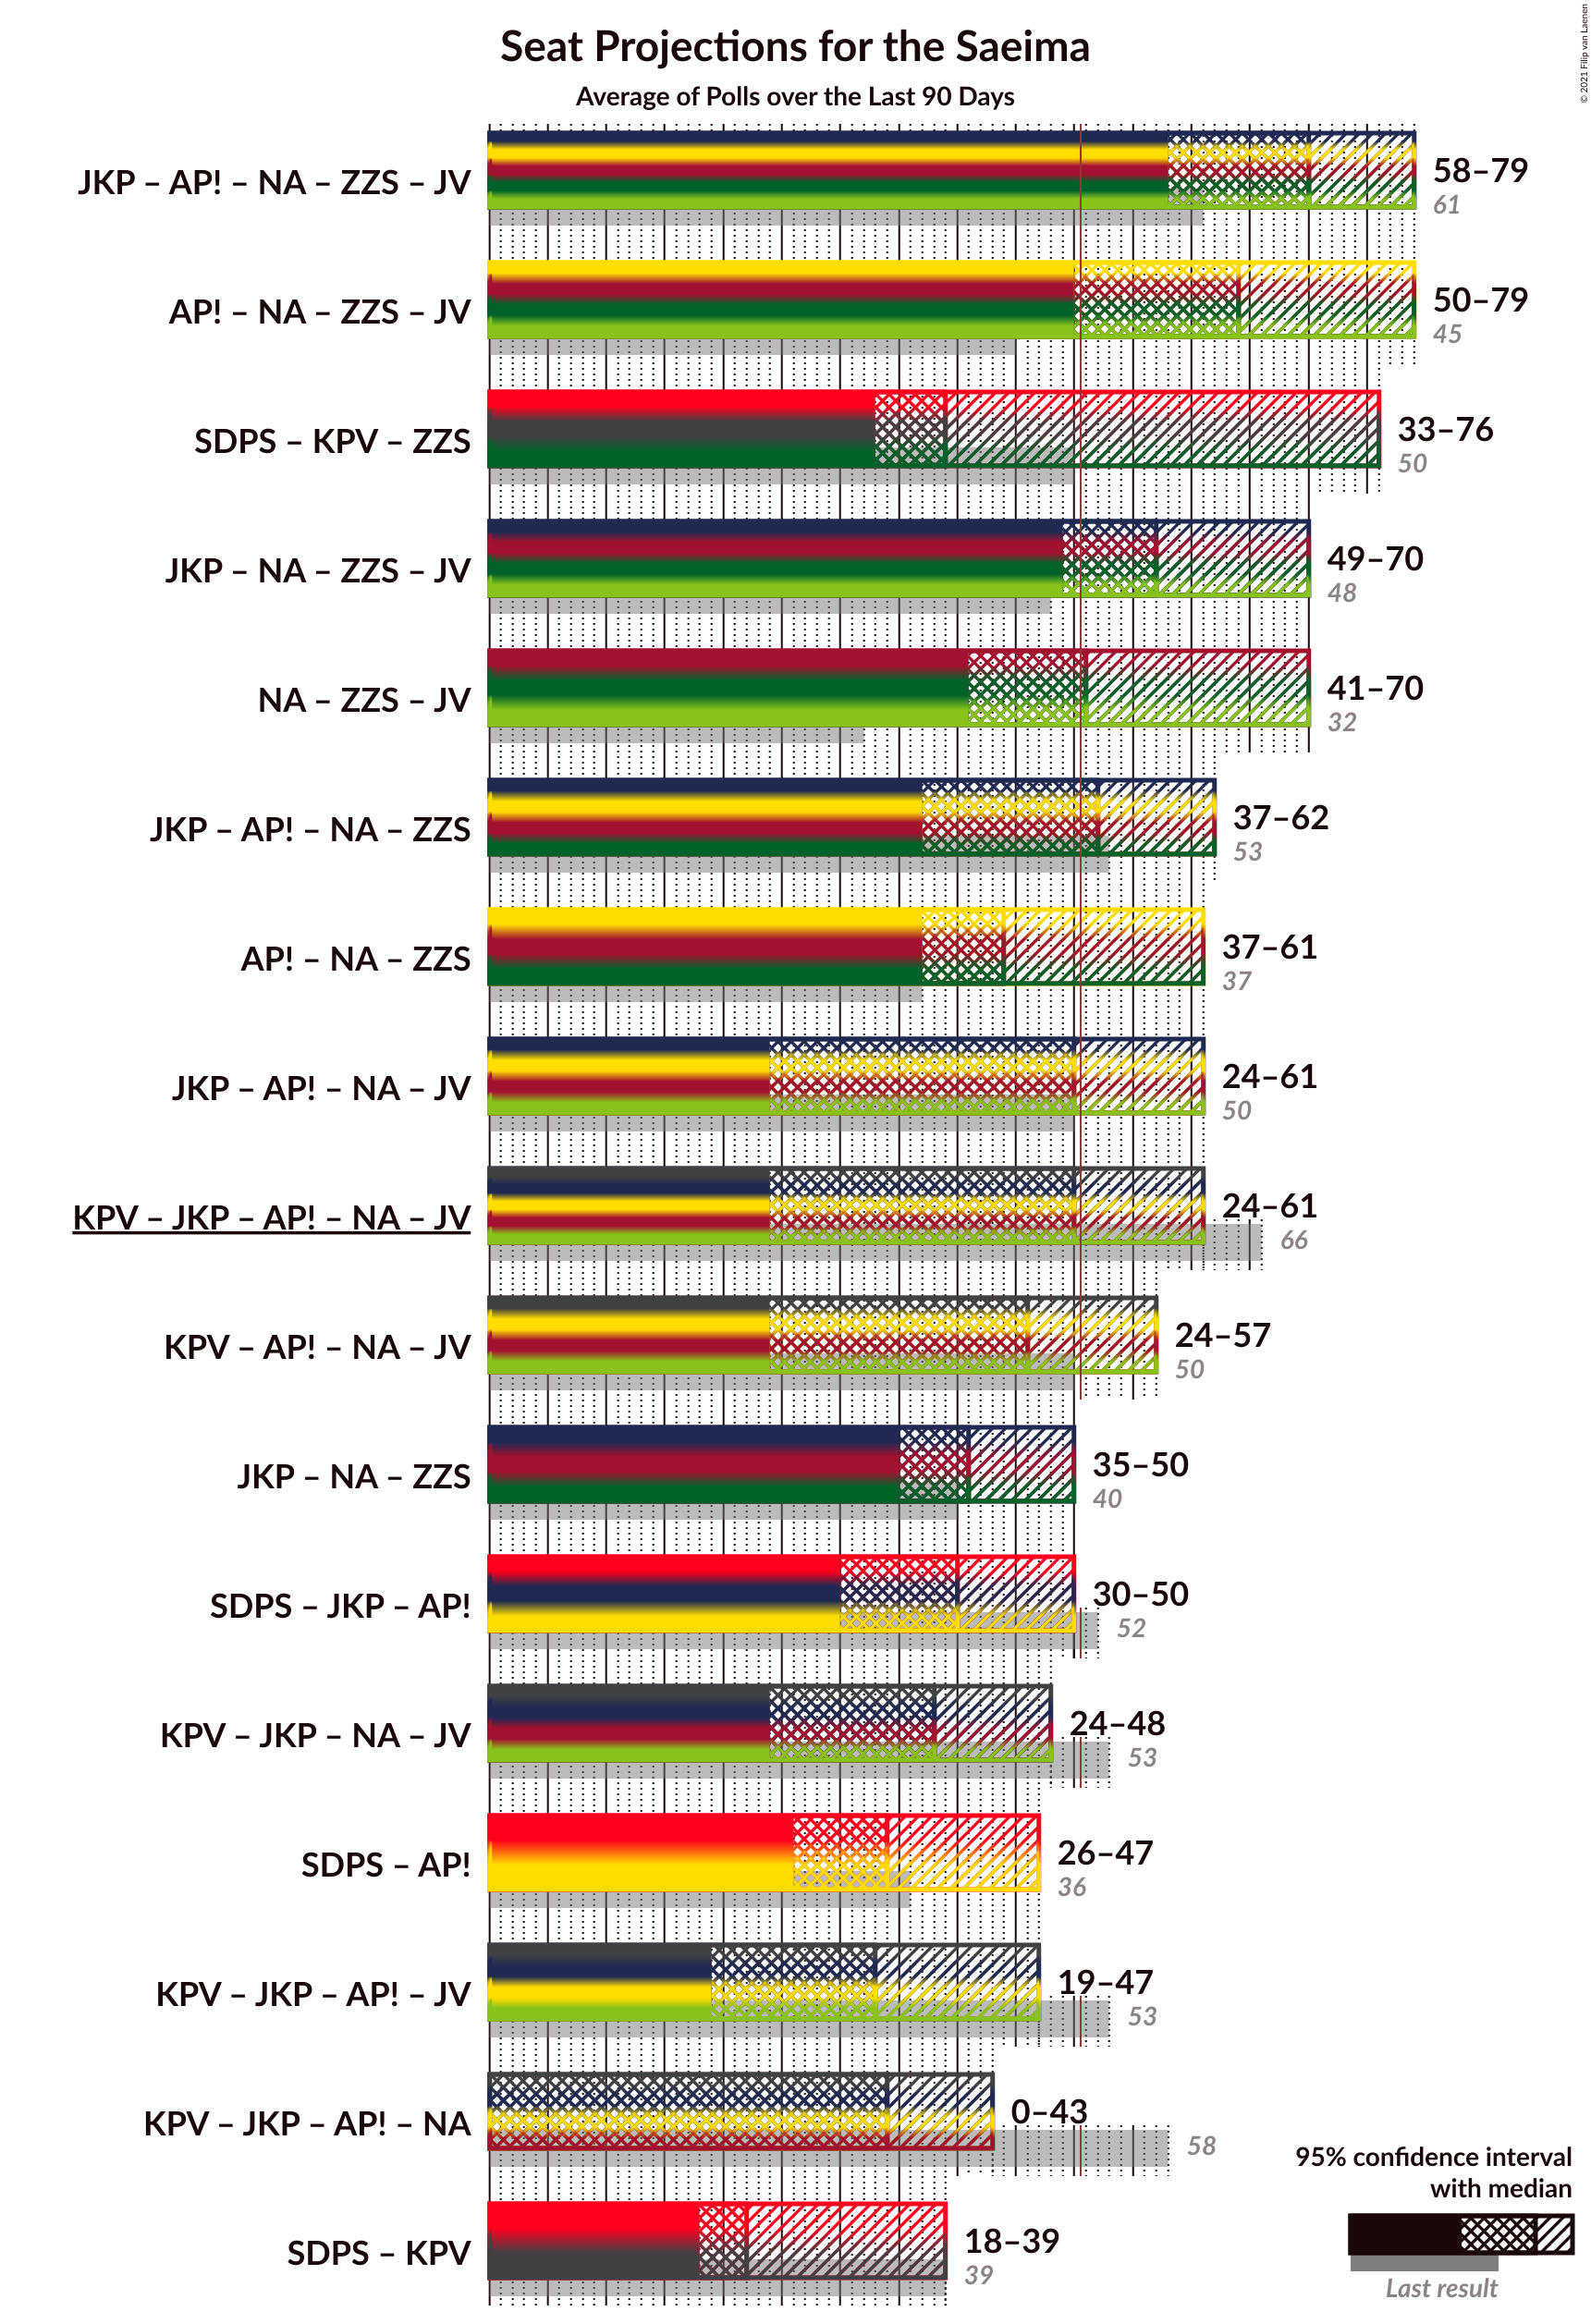 Seat Projections for the Saeima
Average of Polls over the Last 90 Days
© 2021 Filip van Laenen
JKP – AP! – NA – ZZS – JV
58–79
61
AP! – NA – ZZS – JV
50–79
45
SDPS – KPV – ZZS
33–76
50
JKP – NA – ZZS – JV
49–70
48
NA – ZZS – JV
41–70
32
JKP – AP! – NA – ZZS
37–62
53
AP! – NA – ZZS
37–61
37
JKP – AP! – NA – JV
24–61
50
KPV – JKP – AP! – NA – JV
24–61
66
KPV – AP! – NA – JV
24–57
50
JKP – NA – ZZS
35–50
40
SDPS – JKP – AP!
30–50
52
KPV – JKP – NA – JV
24–48
53
SDPS – AP!
26–47
36
KPV – JKP – AP! – JV
19–47
53
KPV – JKP – AP! – NA
0–43
58
SDPS – KPV
18–39
39
95% confidence interval
with median
Last result